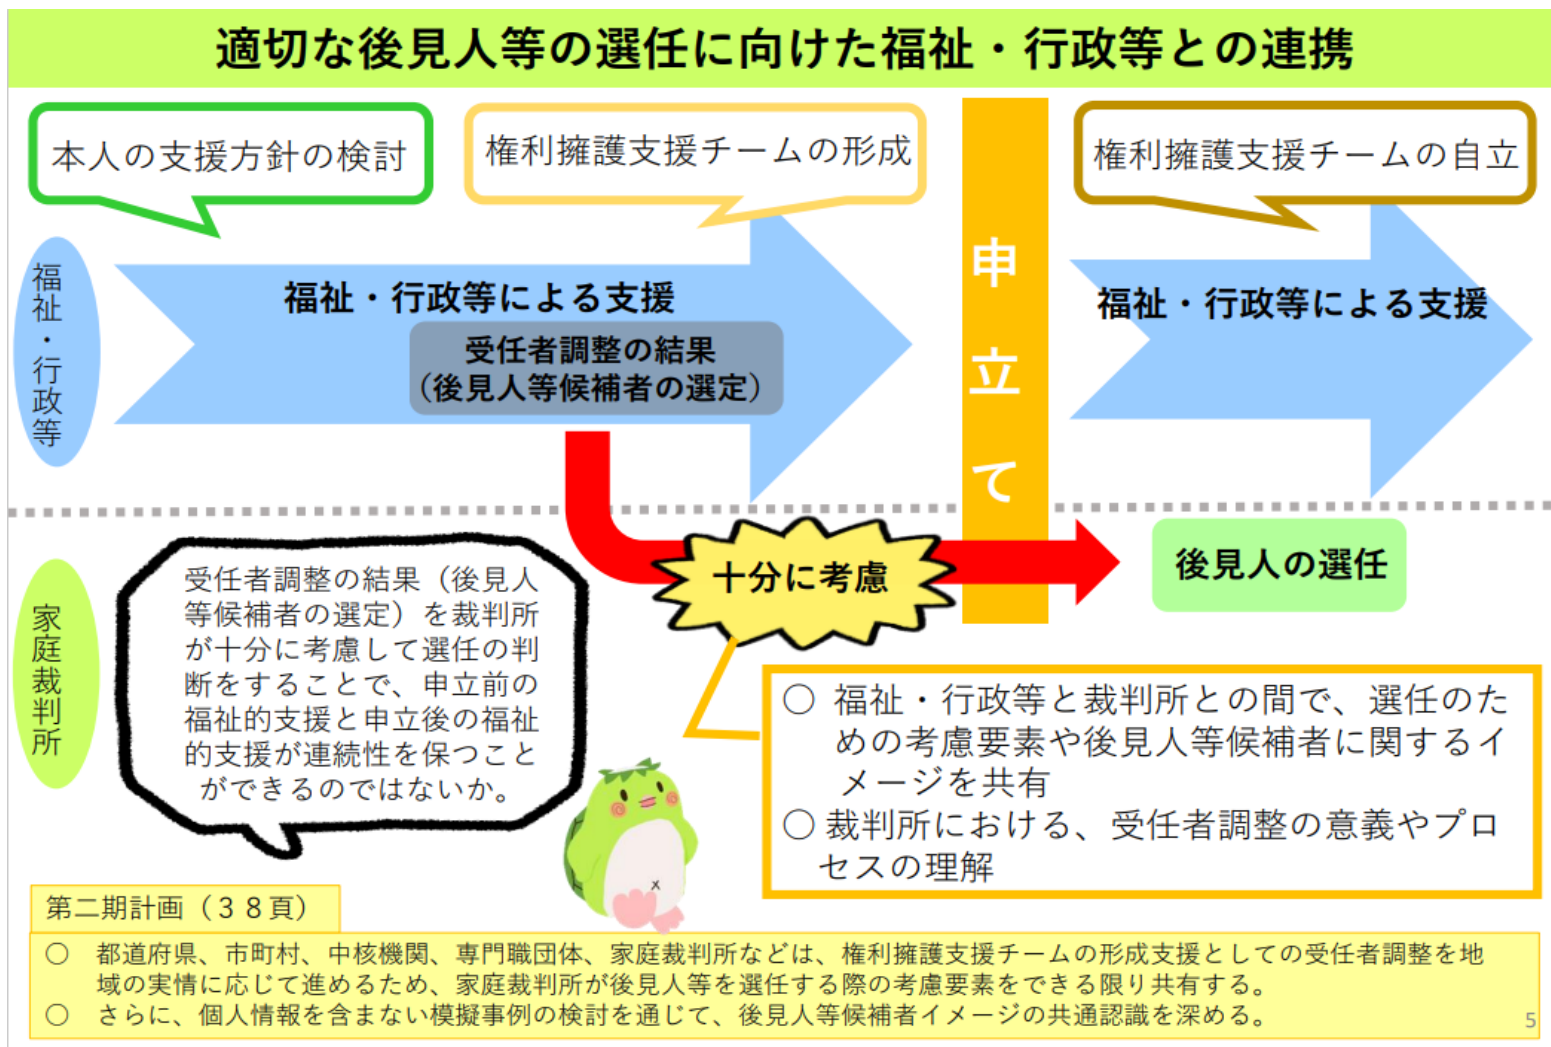 適切な後見人等の選任に向けた福祉・行政等との連携
本人の支援方針の検討
権利擁護支援チームの形成
権利擁護支援チームの自立
申立て
福祉・行政等
福祉・行政等による支援
受任者調整の結果
（後見人等候補者の選定）
福祉・行政等による支援
家庭裁判所
受任者調整の結果（後見人
等候補者の選定）を裁判所
が十分に考慮して選任の判
断をすることで、申立前の
福祉的支援と申立後の福祉
的支援が連続性を保つこと
ができるのではないか。
十分に考慮
後見人の選任
○ 福祉・行政等と裁判所との間で、選任のた
めの考慮要素や後見人等候補者に関するイ
メージを共有
○ 裁判所における、受任者調整の意義やプロ
セスの理解
第二期計画（３８頁）
○ 都道府県、市町村、中核機関、専門職団体、家庭裁判所などは、権利擁護支援チームの形成支援としての受任者調整を地
域の実情に応じて進めるため、家庭裁判所が後見人等を選任する際の考慮要素をできる限り共有する。
○ さらに、個人情報を含まない模擬事例の検討を通じて、後見人等候補者イメージの共通認識を深める。
5